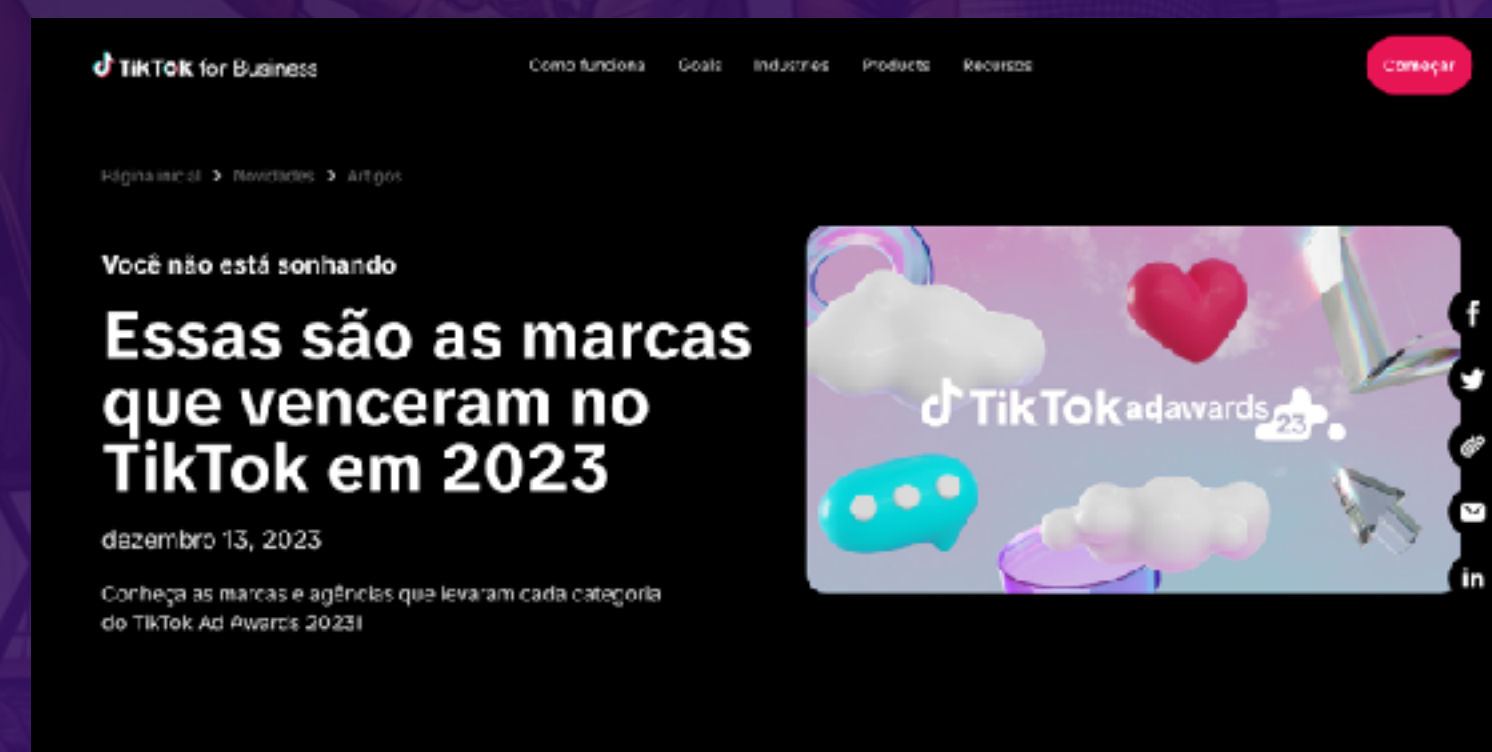 TikTok for Business
Como funciona Goals Industries Products Recursos
Começar
Página inicial > Novidades > Artigos
Você não está sonhando
Essas são as marcas
que venceram no
TikTok em 2023
dezembro 13, 2023
Conheça as marcas e agências que levaram cada categoria
do TikTok Ad Awards 2023!
TikTok adawards 23
f
in